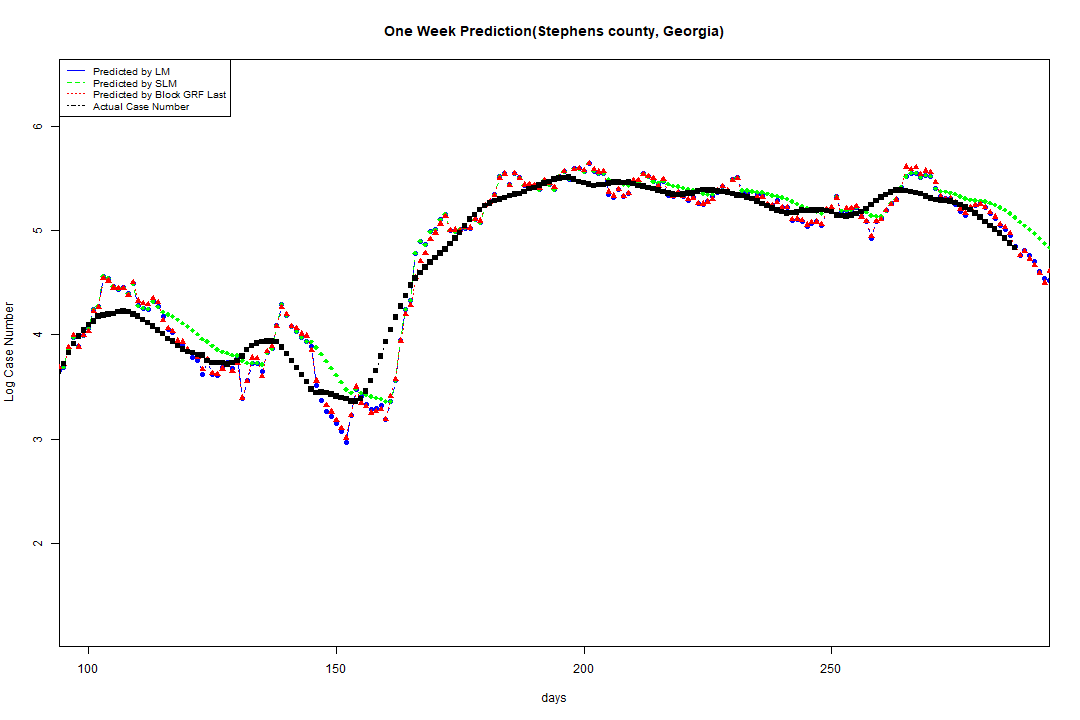 One Week Prediction(Stephens county, Georgia)
Predicted by LM
Predicted by SLM
Predicted by Block GRF Last
Actual Case Number
6
5
4
3
2
Log Case Number
100 150 200 250
days